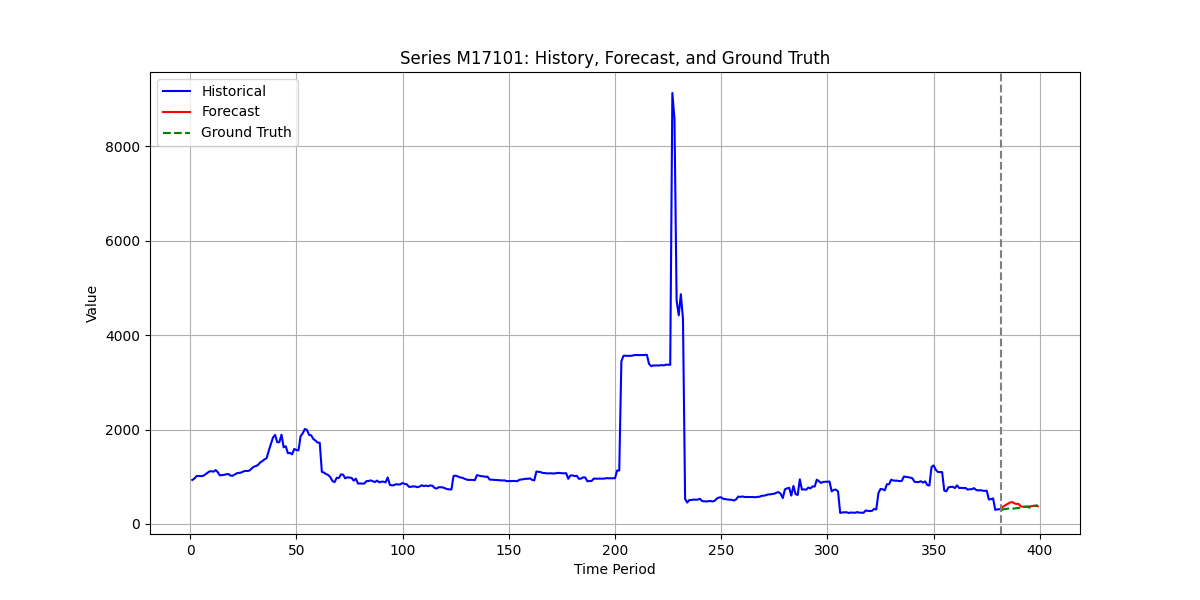 Series M17101: History, Forecast, and Ground Truth
Historical
Forecast
Ground Truth
8000
6000
4000
2000
0
Value
0 50 100 150 200 250 300 350 400
Time Period